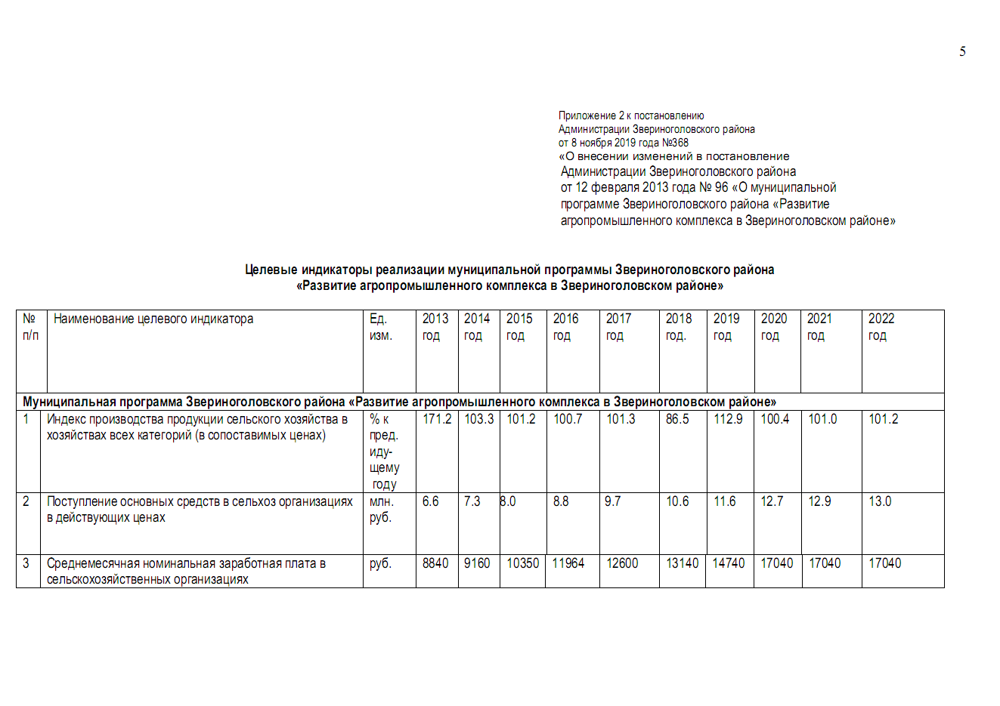 5
Приложение 2 к постановлению
Администрации Звериноголовского района
от 8 ноября 2019 года №368
«О внесении изменений в постановление
Администрации Звериноголовского района
от 12 февраля 2013 года № 96 «О муниципальной
программе Звериноголовского района «Развитие
агропромышленного комплекса в Звериноголовском районе»
Целевые индикаторы реализации муниципальной программы Звериноголовского района
«Развитие агропромышленного комплекса в Звериноголовском районе»
№ Наименование целевого индикатора Ед. 2013 2014 2015 2016 2017 2018 2019 2020 2021 2022
п/п изм. год год год год год год. год год год год
Муниципальная программа Звериноголовского района «Развитие агропромышленного комплекса в Звериноголовском районе»
1 Индекс производства продукции сельского хозяйства в % к 171.2 103.3 101.2 100.7 101.3 86.5 112.9 100.4 101.0 101.2
хозяйствах всех категорий (в сопоставимых ценах) пред.
иду-
щему
году
2 Поступление основных средств в сельхоз организациях млн. 6.6 7.3 8.0 8.8 9.7 10.6 11.6 12.7 12.9 13.0
в действующих ценах руб.
3 Среднемесячная номинальная заработная плата в руб. 8840 9160 10350 11964 12600 13140 14740 17040 17040 17040
сельскохозяйственных организациях